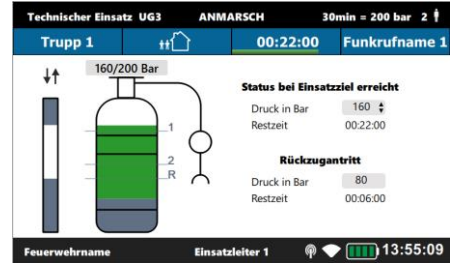 Technischer Einsatz UG3 ANMARSCH 30min = 200 bar 2
Trupp 1 00:22:00 Funkrufname 1
160/200 Bar
Status bei Einsatzziel erreicht
Druck in Bar 160
Restzeit 00:22:00
1
2
R
Rückzugantritt
Druck in Bar 80
Restzeit 00:06:00
Feuerwehrname Einsatzleiter 1 13:55:09